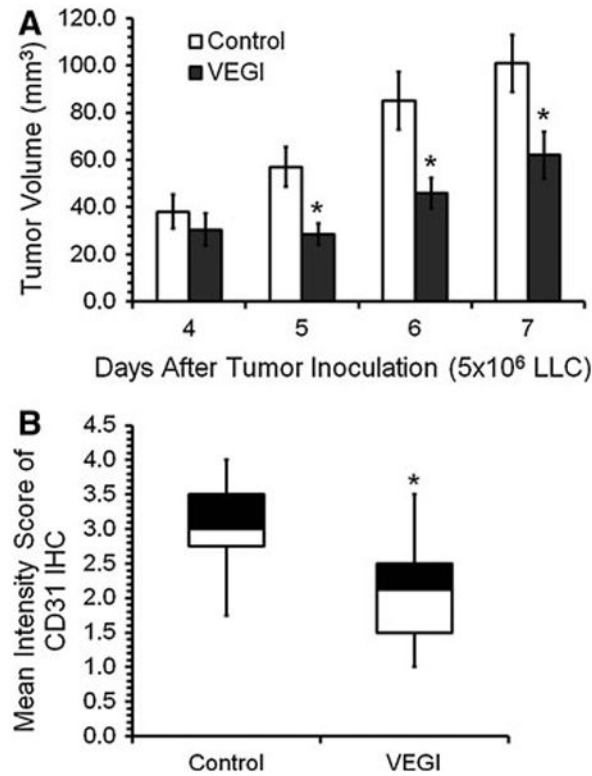 A
120.0
100.0
80.0
60.0
40.0
20.0
0.0
Tumor Volume (mm³)
Control
VEGI
*
*
*
4 5 6 7
Days After Tumor Inoculation (5x10⁶ LLC)
B
4.5
4.0
3.5
3.0
2.5
2.0
1.5
1.0
0.5
0.0
Mean Intensity Score of
CD31 IHC
*
Control VEGI